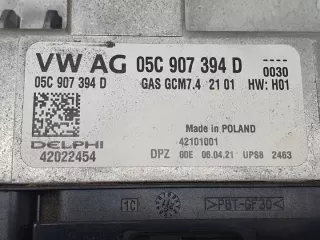 VW AG 05C 907 394 D 0030
05C 907 394 D GAS GCM7.4 21 01 HW: H01
Made in POLAND
DELPHI
42022454
42101001
DPZ 00E 06.04.21 UPS8 2463
>PBT-GF30<